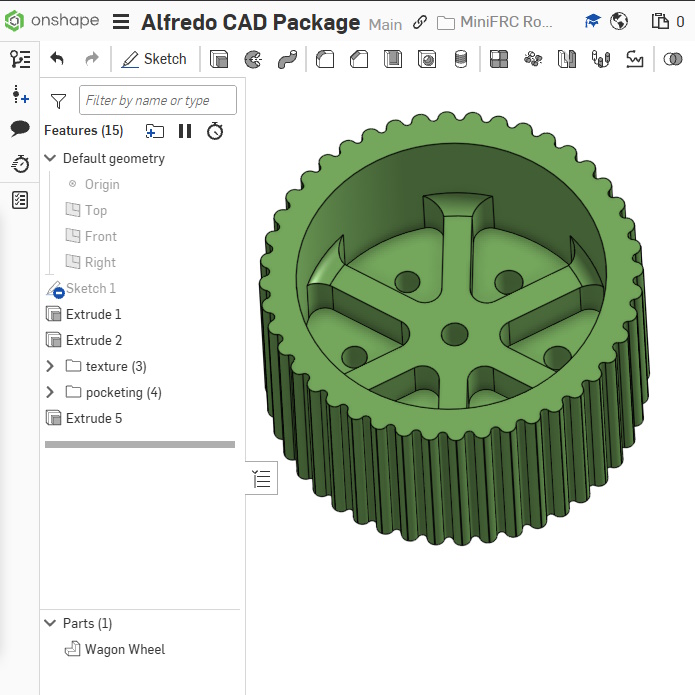 onshape Alfredo CAD Package Main MiniFRC Ro... 0
Sketch
Filter by name or type
Features (15)
Default geometry
Origin
Top
Front
Right
Sketch 1
Extrude 1
Extrude 2
texture (3)
pocketing (4)
Extrude 5
Parts (1)
Wagon Wheel